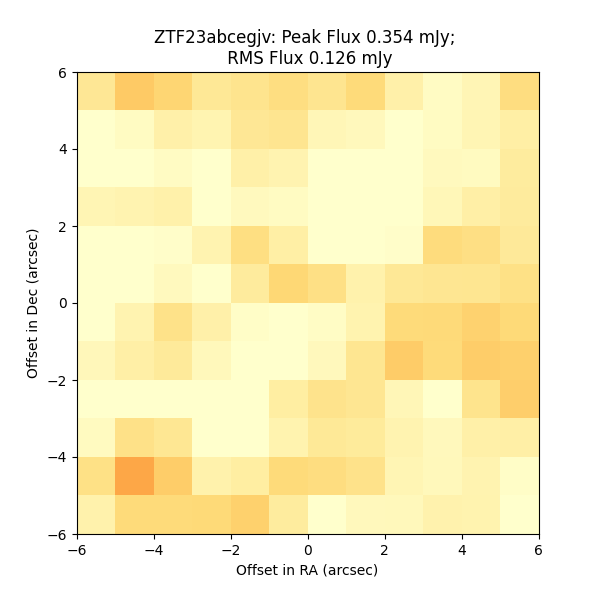 ZTF23abcegjv: Peak Flux 0.354 mJy;
RMS Flux 0.126 mJy
6
4
2
0
−2
−4
−6
Offset in Dec (arcsec)
−6 −4 −2 0 2 4 6
Offset in RA (arcsec)